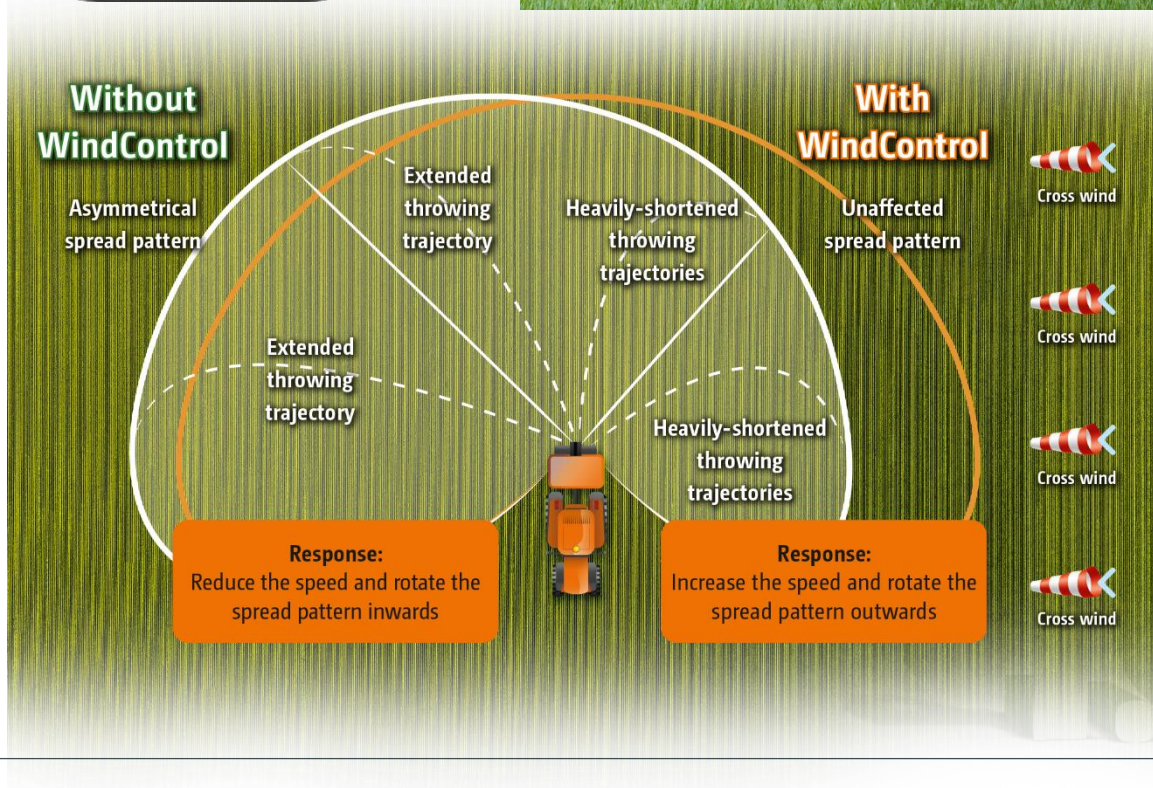 Without
WindControl
Asymmetrical
spread pattern
Extended
throwing
trajectory
Extended
throwing
trajectory
Heavily-shortened
throwing
trajectories
Heavily-shortened
throwing
trajectories
With
WindControl
Unaffected
spread pattern
Cross wind
Cross wind
Cross wind
Cross wind
Response:
Reduce the speed and rotate the
spread pattern inwards
Response:
Increase the speed and rotate the
spread pattern outwards